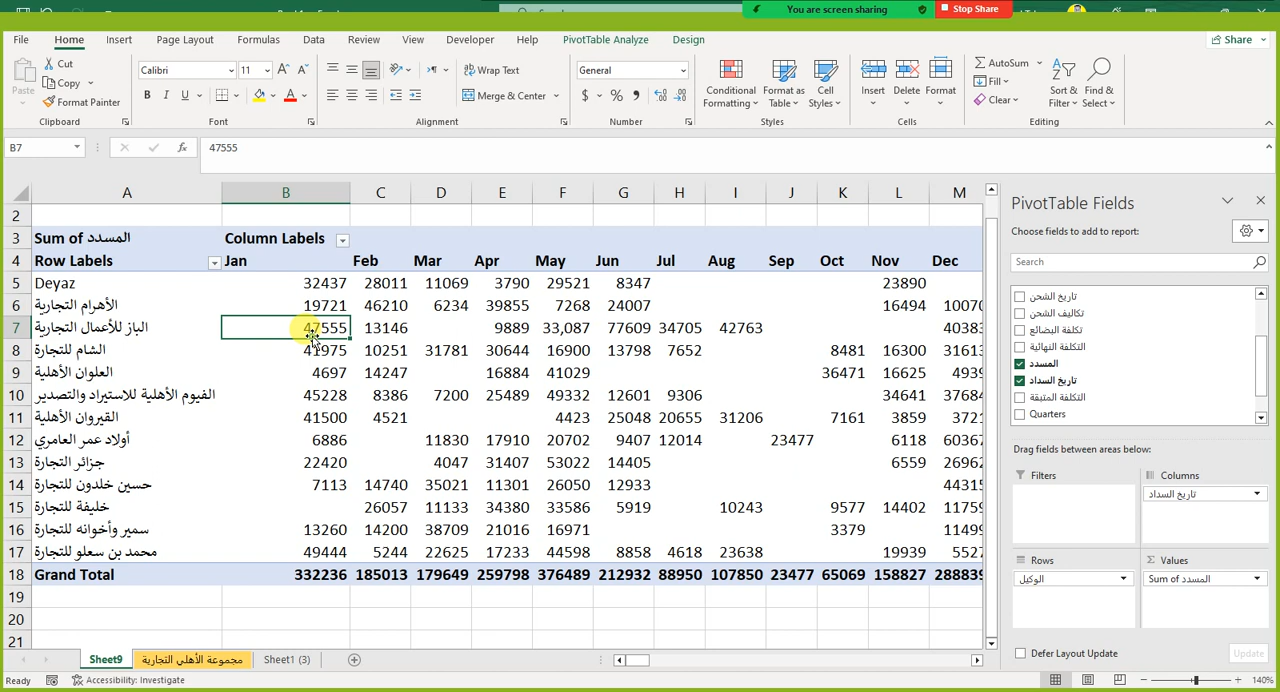 You are screen sharing
Stop Share
File Home Insert Page Layout Formulas Data Review View Developer Help PivotTable Analyze Design Share
Paste
Cut
Copy
Format Painter
Clipboard
Calibri 11
B I U
Font
Wrap Text
Merge & Center
Alignment
General
$ % 9
Number
Conditional Formatting
Format as Table
Cell Styles
Styles
Insert Delete Format
Cells
AutoSum
Fill
Clear
Sort & Filter
Find & Select
Editing
B7 fx 47555
A B C D E F G H I J K L M
2
3 Sum of المسدد Column Labels
4 Row Labels Jan Feb Mar Apr May Jun Jul Aug Sep Oct Nov Dec
5 Deyaz 32437 28011 11069 3790 29521 8347 23890
6 الأهرام التجارية 19721 46210 6234 39855 7268 24007 16494 10070
7 الباز للأعمال التجارية 47555 13146 9889 33,087 77609 34705 42763 40383
8 الشام للتجارة 41975 10251 31781 30644 16900 13798 7652 8481 16300 31613
9 العلوان الأهلية 4697 14247 16884 41029 36471 16625 4939
10 الفيوم الأهلية للاستيراد والتصدير 45228 8386 7200 25489 49332 12601 9306 34641 37684
11 القيروان الأهلية 41500 4521 4423 25048 20655 31206 7161 3859 3721
12 أولاد عمر العامري 6886 11830 17910 20702 9407 12014 23477 6118 60367
13 جزائر التجارة 22420 4047 31407 53022 14405 6559 26962
14 حسين خلدون للتجارة 7113 14740 35021 11301 26050 12933 44315
15 خليفة للتجارة 26057 11133 34380 33586 5919 10243 9577 14402 11759
16 سمير وأخوانه للتجارة 13260 14200 38709 21016 16971 3379 11499
17 محمد بن سعلو للتجارة 49444 5244 22625 17233 44598 8858 4618 23638 19939 5527
18 Grand Total 332236 185013 179649 259798 376489 212932 88950 107850 23477 65069 158827 288839
19
20
21
PivotTable Fields
Choose fields to add to report:
Search
تاريخ الشحن
تكاليف الشحن
تكلفة البضائع
التكلفة النهائية
المسدد
تاريخ السداد
التكلفة المتبقة
Quarters
Drag fields between areas below:
Filters
Columns
تاريخ السداد
Rows
الوكيل
Σ Values
Sum of المسدد
Defer Layout Update
Update
Sheet9 مجموعة الأهلي التجارية Sheet1 (3)
Ready Accessibility: Investigate 140%